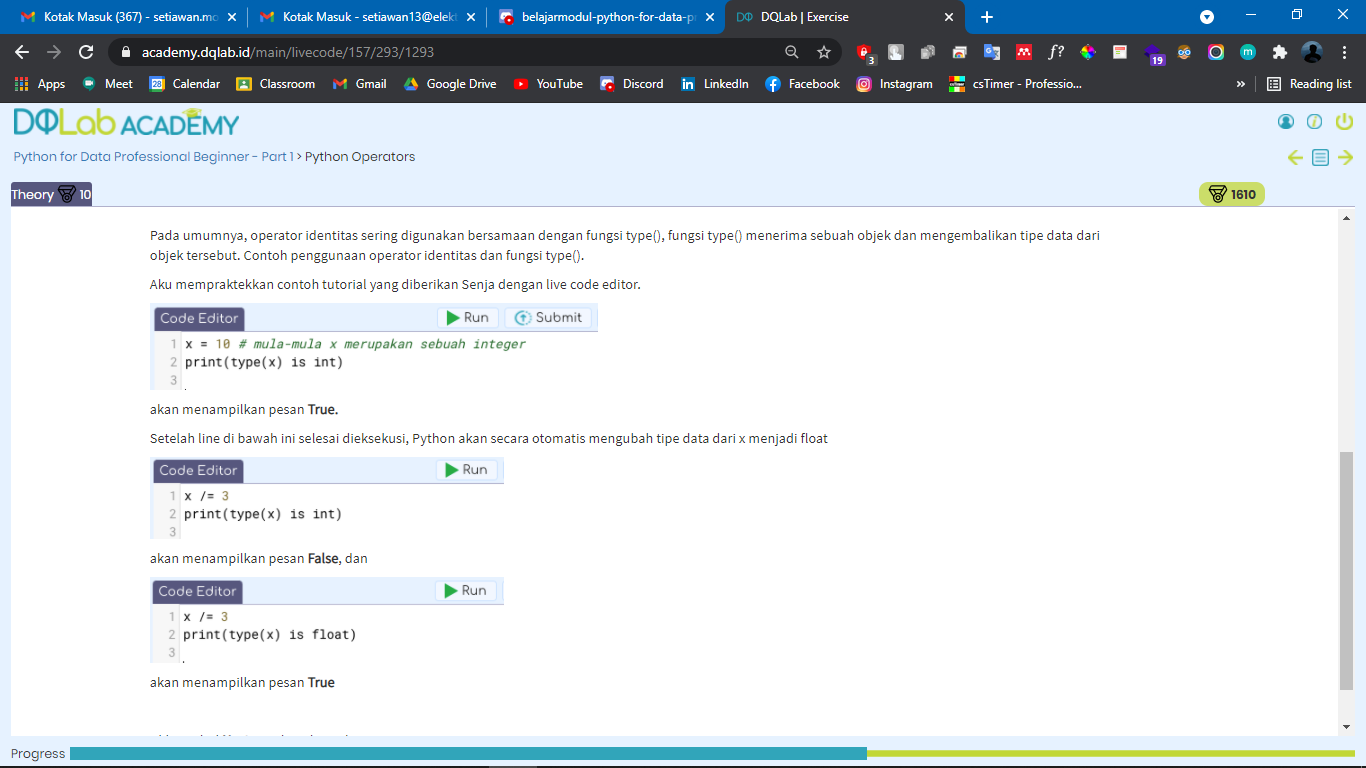 Kotak Masuk (367) - setiawan.mo
Kotak Masuk - setiawan13@elekt
belajarmodul-python-for-data-p
DQLab | Exercise
academy.dqlab.id/main/livecode/157/293/1293
3
f?
19
m
Apps
Meet
28
Calendar
Classroom
Gmail
Google Drive
YouTube
Discord
LinkedIn
Facebook
Instagram
csTimer - Professio...
»
Reading list
DQLab ACADEMY
Python for Data Professional Beginner - Part 1 > Python Operators
Theory 10
1610
Pada umumnya, operator identitas sering digunakan bersamaan dengan fungsi type(), fungsi type() menerima sebuah objek dan mengembalikan tipe data dari
objek tersebut. Contoh penggunaan operator identitas dan fungsi type().
Aku mempraktekkan contoh tutorial yang diberikan Senja dengan live code editor.
Code Editor Run Submit
1 x = 10 # mula-mula x merupakan sebuah integer
2 print(type(x) is int)
3
akan menampilkan pesan True.
Setelah line di bawah ini selesai dieksekusi, Python akan secara otomatis mengubah tipe data dari x menjadi float
Code Editor Run
1 x /= 3
2 print(type(x) is int)
3
akan menampilkan pesan False, dan
Code Editor Run
1 x /= 3
2 print(type(x) is float)
3
akan menampilkan pesan True
Progress